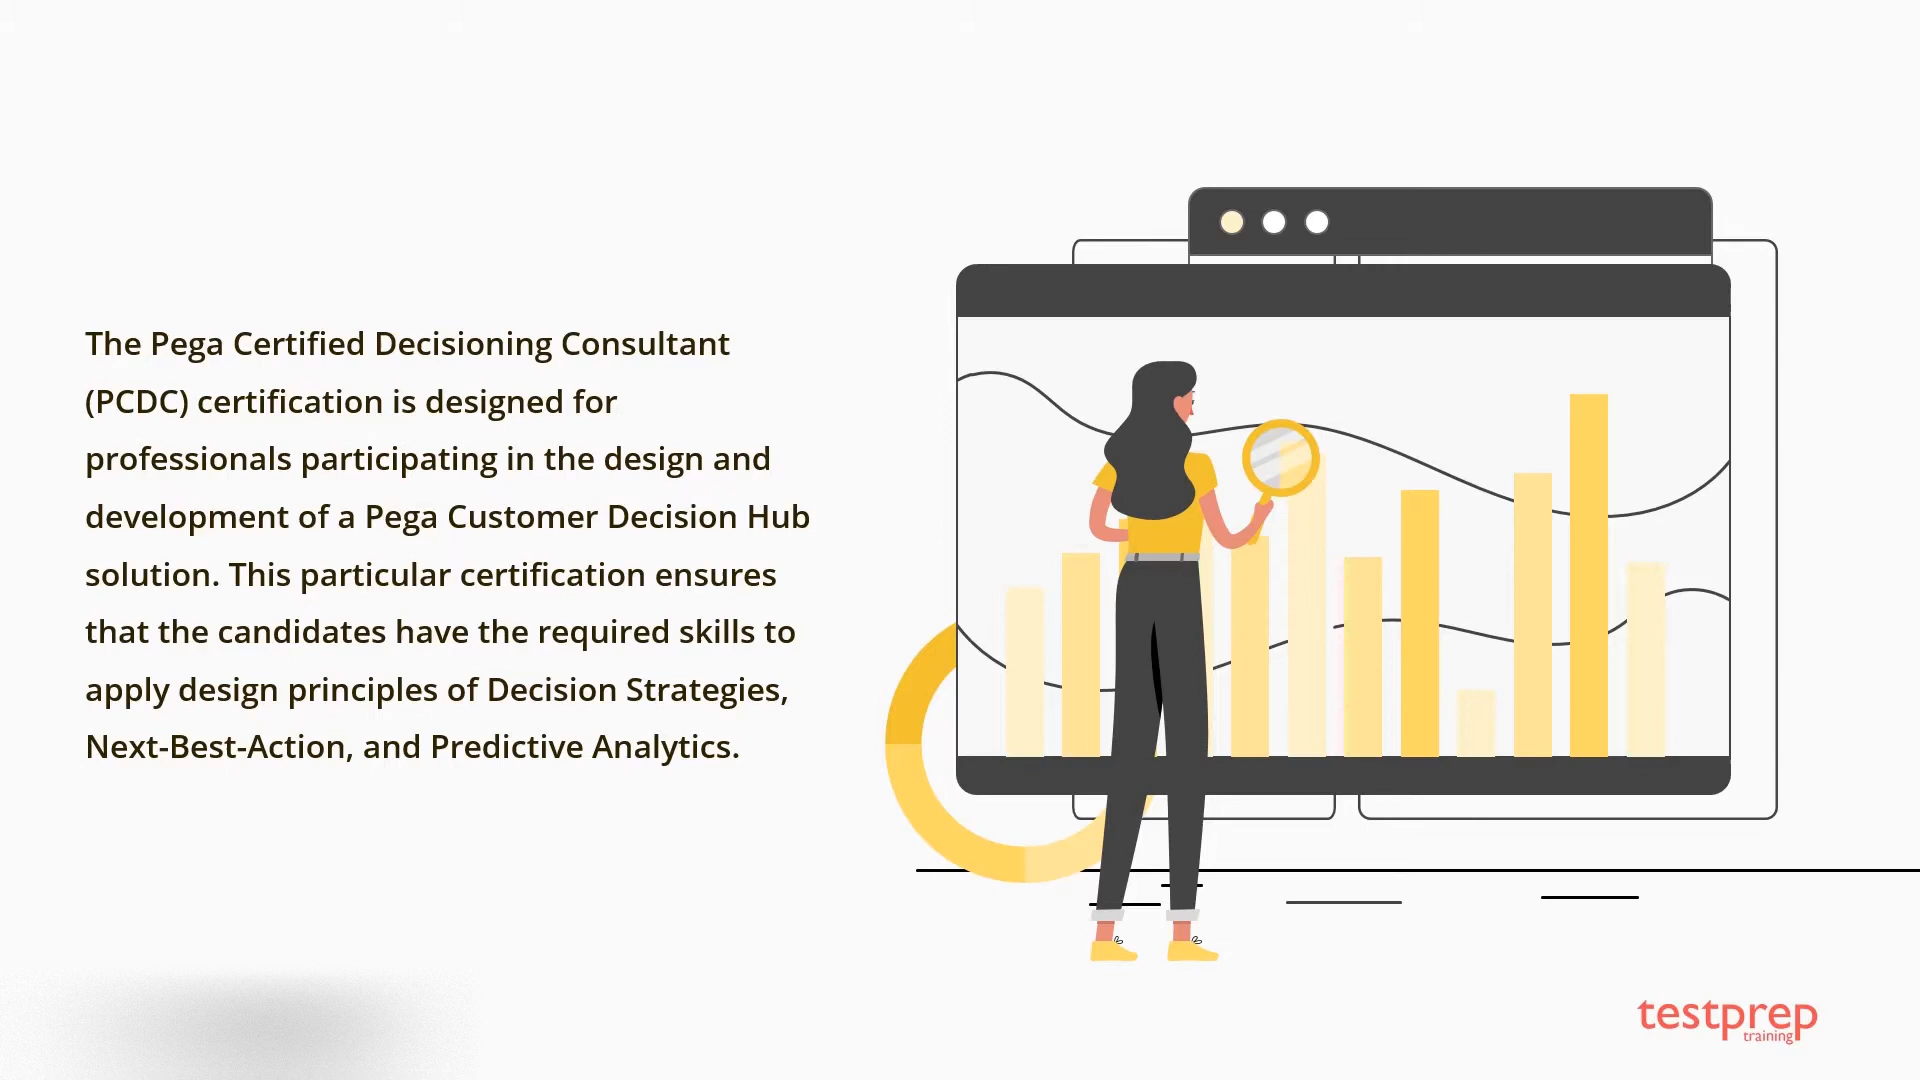 The Pega Certified Decisioning Consultant
(PCDC) certification is designed for
professionals participating in the design and
development of a Pega Customer Decision Hub
solution. This particular certification ensures
that the candidates have the required skills to
apply design principles of Decision Strategies,
Next-Best-Action, and Predictive Analytics.
testprep
training